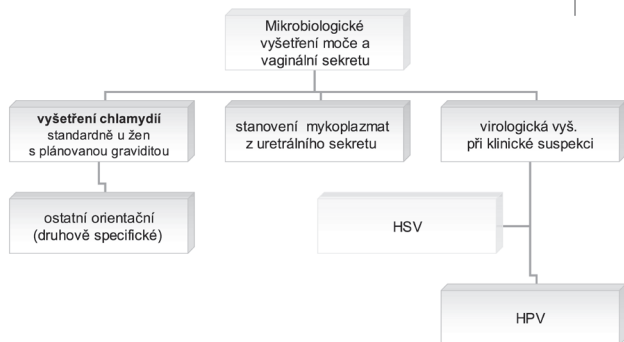 Mikrobiologické
vyšetření moče a
vaginální sekretu
vyšetření chlamydií
standardně u žen
s plánovanou graviditou
stanovení mykoplazmat
z uretrálního sekretu
virologická vyš.
při klinické suspekci
ostatní orientační
(druhově specifické)
HSV
HPV